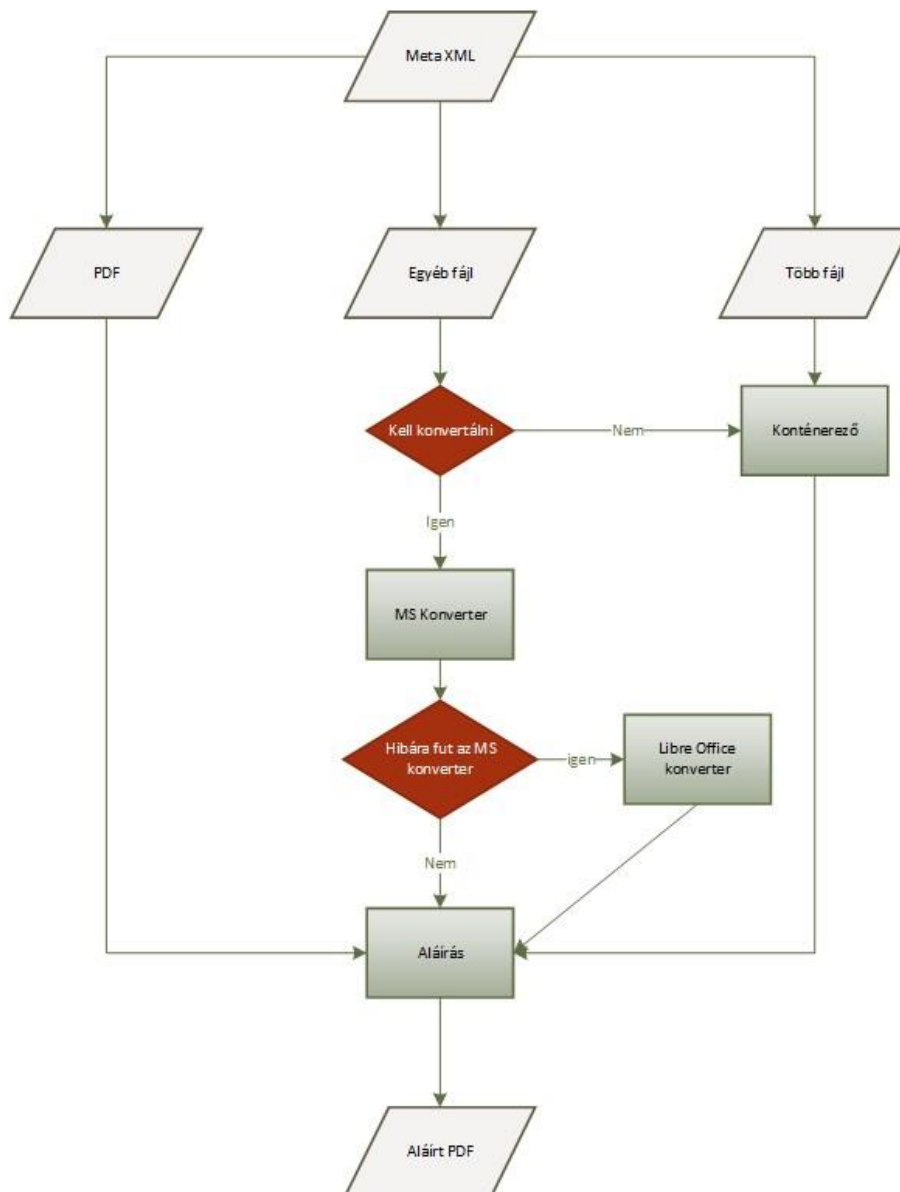 Meta XML
PDF
Egyéb fájl
Több fájl
Kell konvertálni
Nem
Konténerező
Igen
MS Konverter
Hibára fut az MS
konverter
igen
Libre Office
konverter
Nem
Aláírás
Aláírt PDF